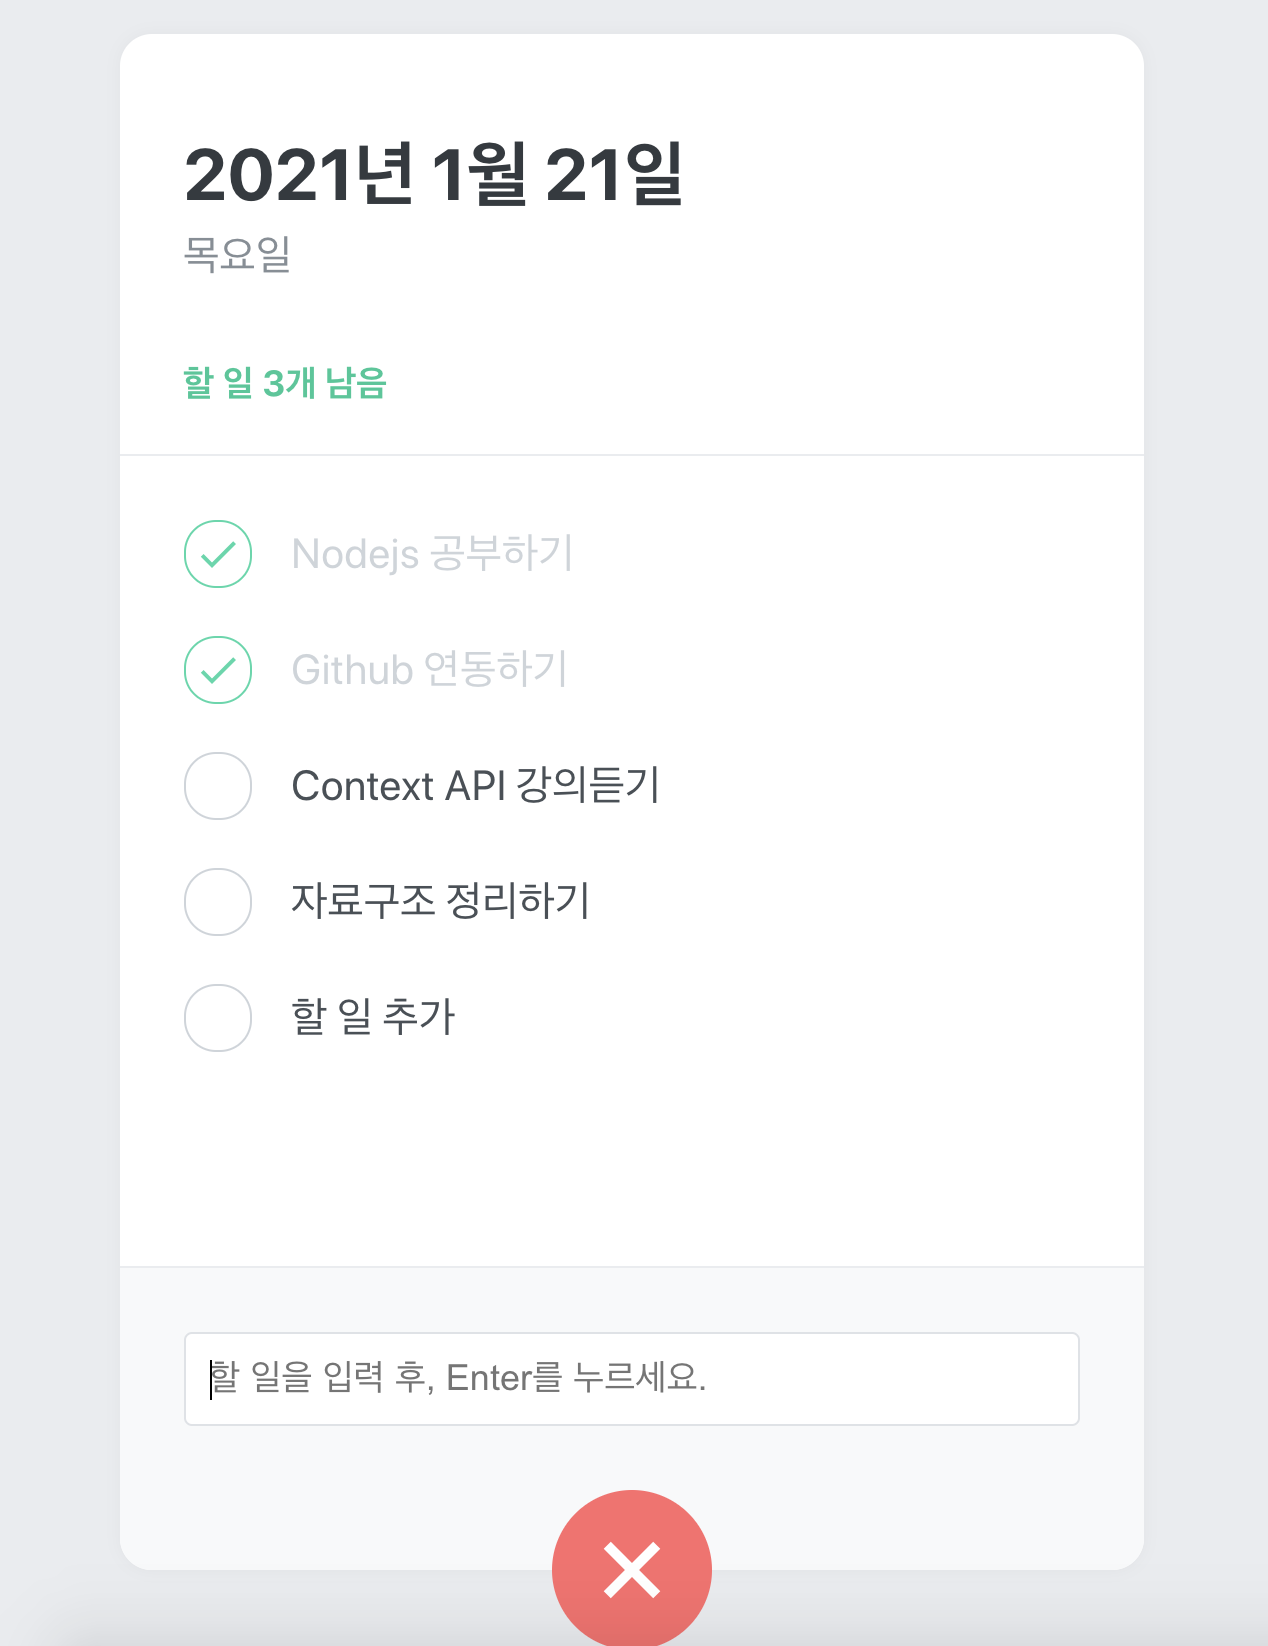 2021년 1월 21일
목요일
할 일 3개 남음
Nodejs 공부하기
Github 연동하기
Context API 강의듣기
자료구조 정리하기
할 일 추가
할 일을 입력 후, Enter를 누르세요.